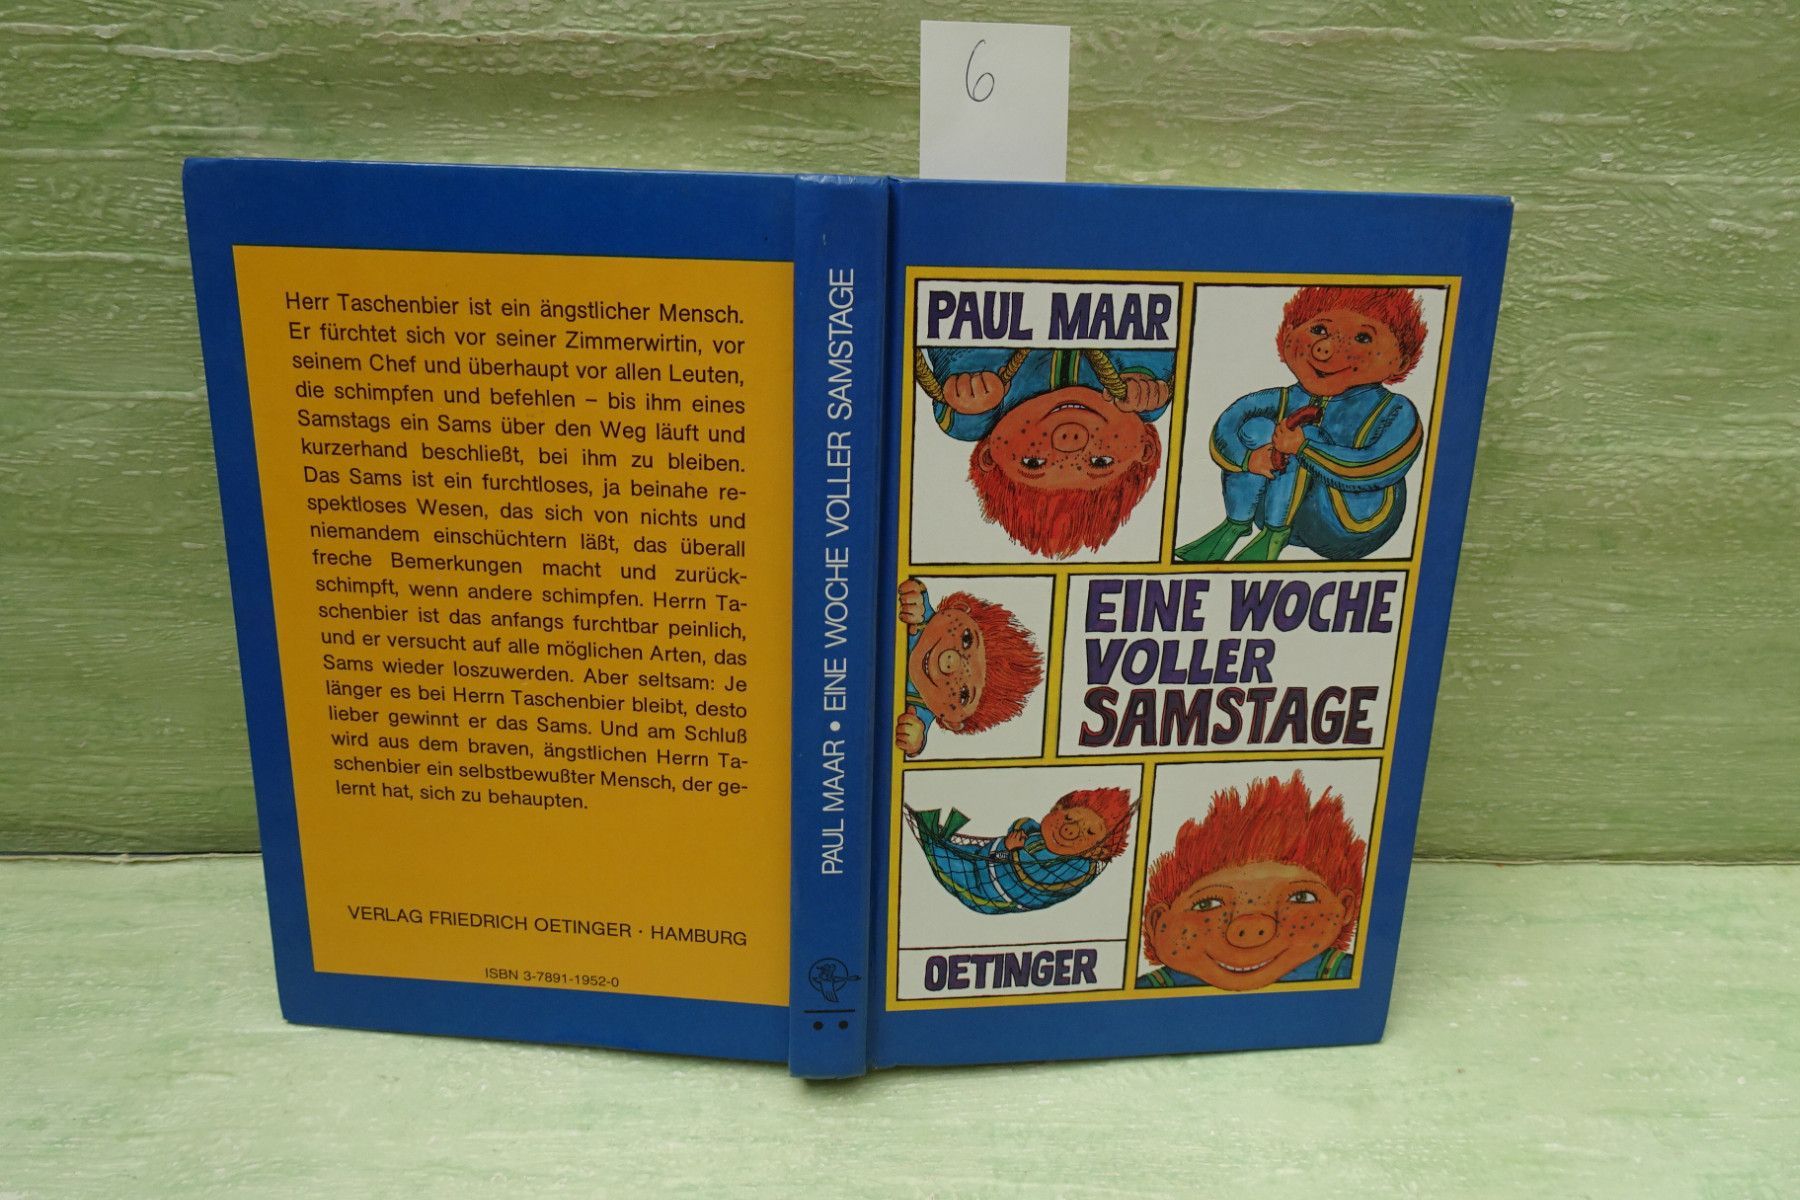 6
Herr Taschenbier ist ein ängstlicher Mensch.
Er fürchtet sich vor seiner Zimmerwirtin, vor
seinem Chef und überhaupt vor allen Leuten,
die schimpfen und befehlen – bis ihm eines
Samstags ein Sams über den Weg läuft und
kurzerhand beschließt, bei ihm zu bleiben.
Das Sams ist ein furchtloses, ja beinahe re-
spektloses Wesen, das sich von nichts und
niemandem einschüchtern läßt, das überall
freche Bemerkungen macht und zurück-
schimpft, wenn andere schimpfen. Herrn Ta-
schenbier ist das anfangs furchtbar peinlich,
und er versucht auf alle möglichen Arten, das
Sams wieder loszuwerden. Aber seltsam: Je
länger es bei Herrn Taschenbier bleibt, desto
lieber gewinnt er das Sams. Und am Schluß
wird aus dem braven, ängstlichen Herrn Ta-
schenbier ein selbstbewußter Mensch, der ge-
lernt hat, sich zu behaupten.
VERLAG FRIEDRICH OETINGER · HAMBURG
ISBN 3-7891-1952-0
PAUL MAAR • EINE WOCHE VOLLER SAMSTAGE
PAUL MAAR
EINE WOCHE
VOLLER
SAMSTAGE
OETINGER